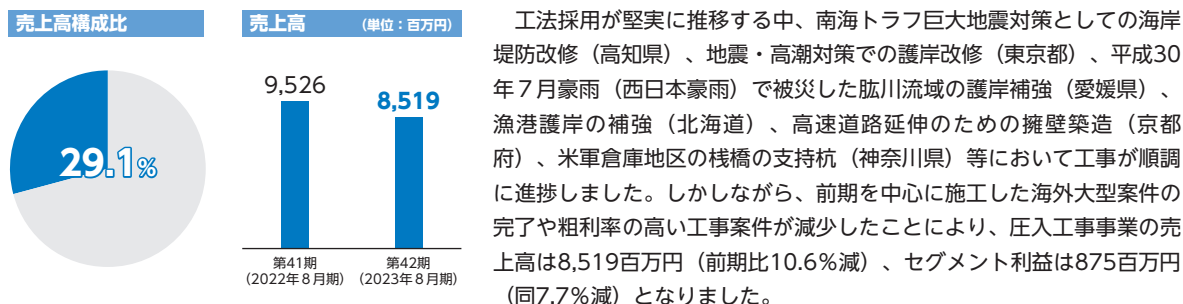 売上高構成比
29.1%
売上高 (単位:百万円)
9,526
8,519
第41期
(2022年8月期)
第42期
(2023年8月期)
工法採用が堅実に推移する中、南海トラフ巨大地震対策としての海岸
堤防改修(高知県)、地震・高潮対策での護岸改修(東京都)、平成30
年7月豪雨(西日本豪雨)で被災した肱川流域の護岸補強(愛媛県)、
漁港護岸の補強(北海道)、高速道路延伸のための擁壁築造(京都
府)、米軍倉庫地区の桟橋の支持杭(神奈川県)等において工事が順調
に進捗しました。しかしながら、前期を中心に施工した海外大型案件の
完了や粗利率の高い工事案件が減少したことにより、圧入工事事業の売
上高は8,519百万円(前期比10.6%減)、セグメント利益は875百万円
(同7.7%減)となりました。